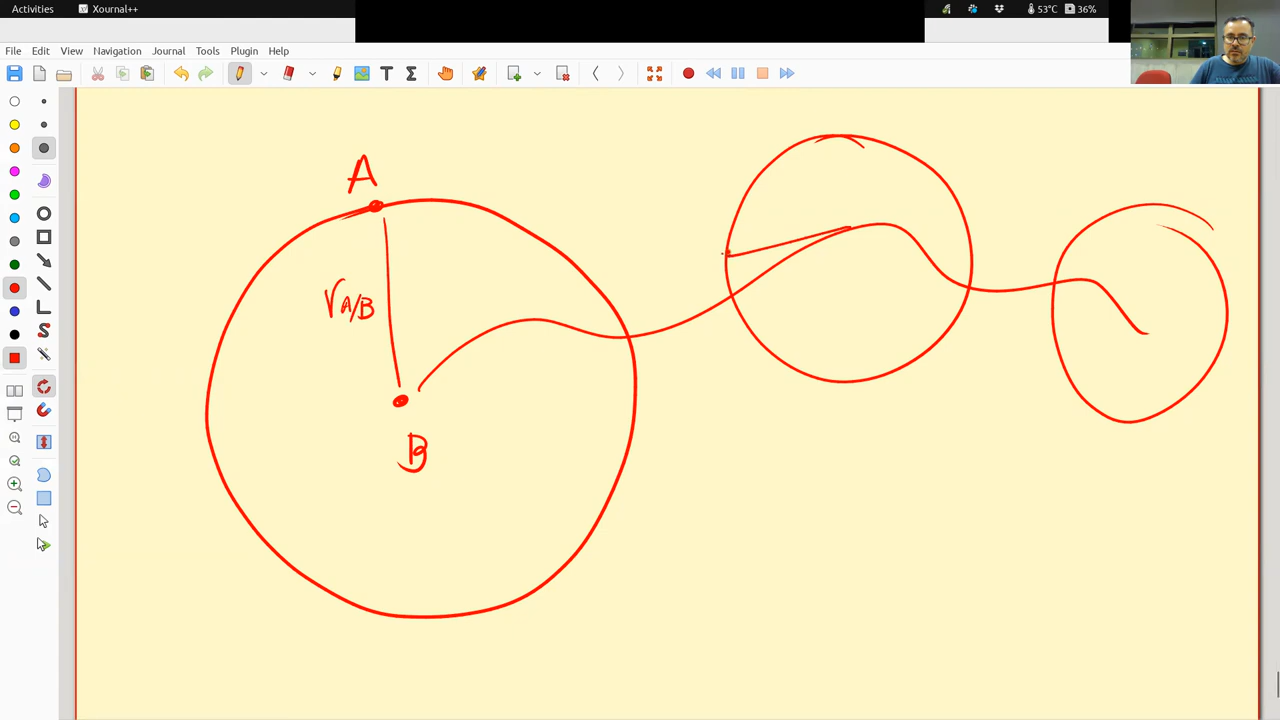 Activities Xournal++ 53°C 36%
File Edit View Navigation Journal Tools Plugin Help
A
rA/B
B